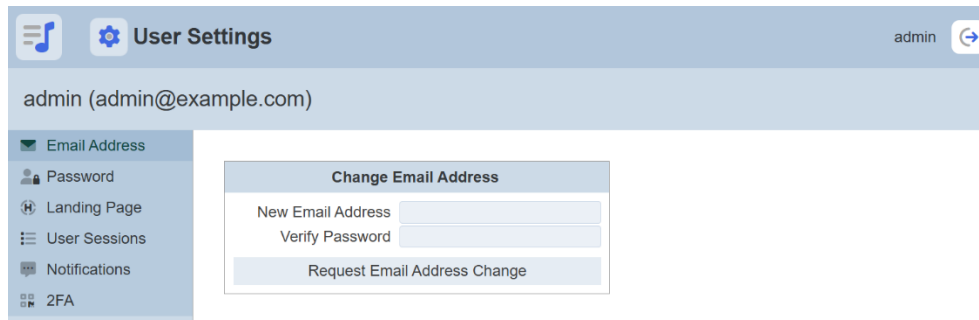 User Settings
admin
admin (admin@example.com)
Email Address
Password
Landing Page
User Sessions
Notifications
2FA
Change Email Address
New Email Address
Verify Password
Request Email Address Change